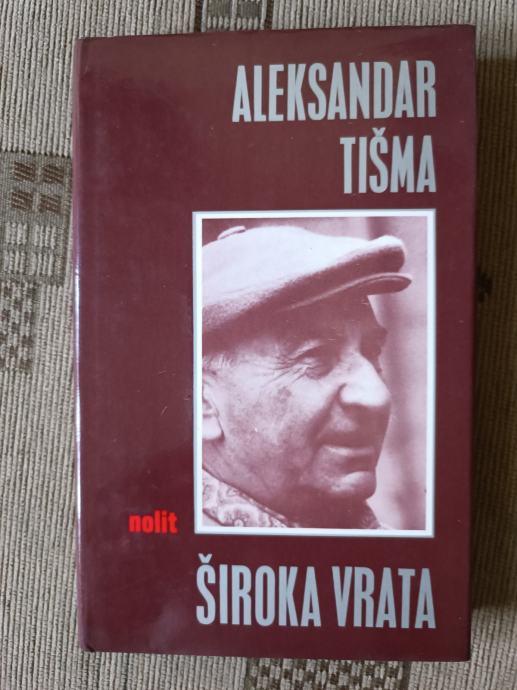 ALEKSANDAR
TIŠMA
nolit
ŠIROKA VRATA